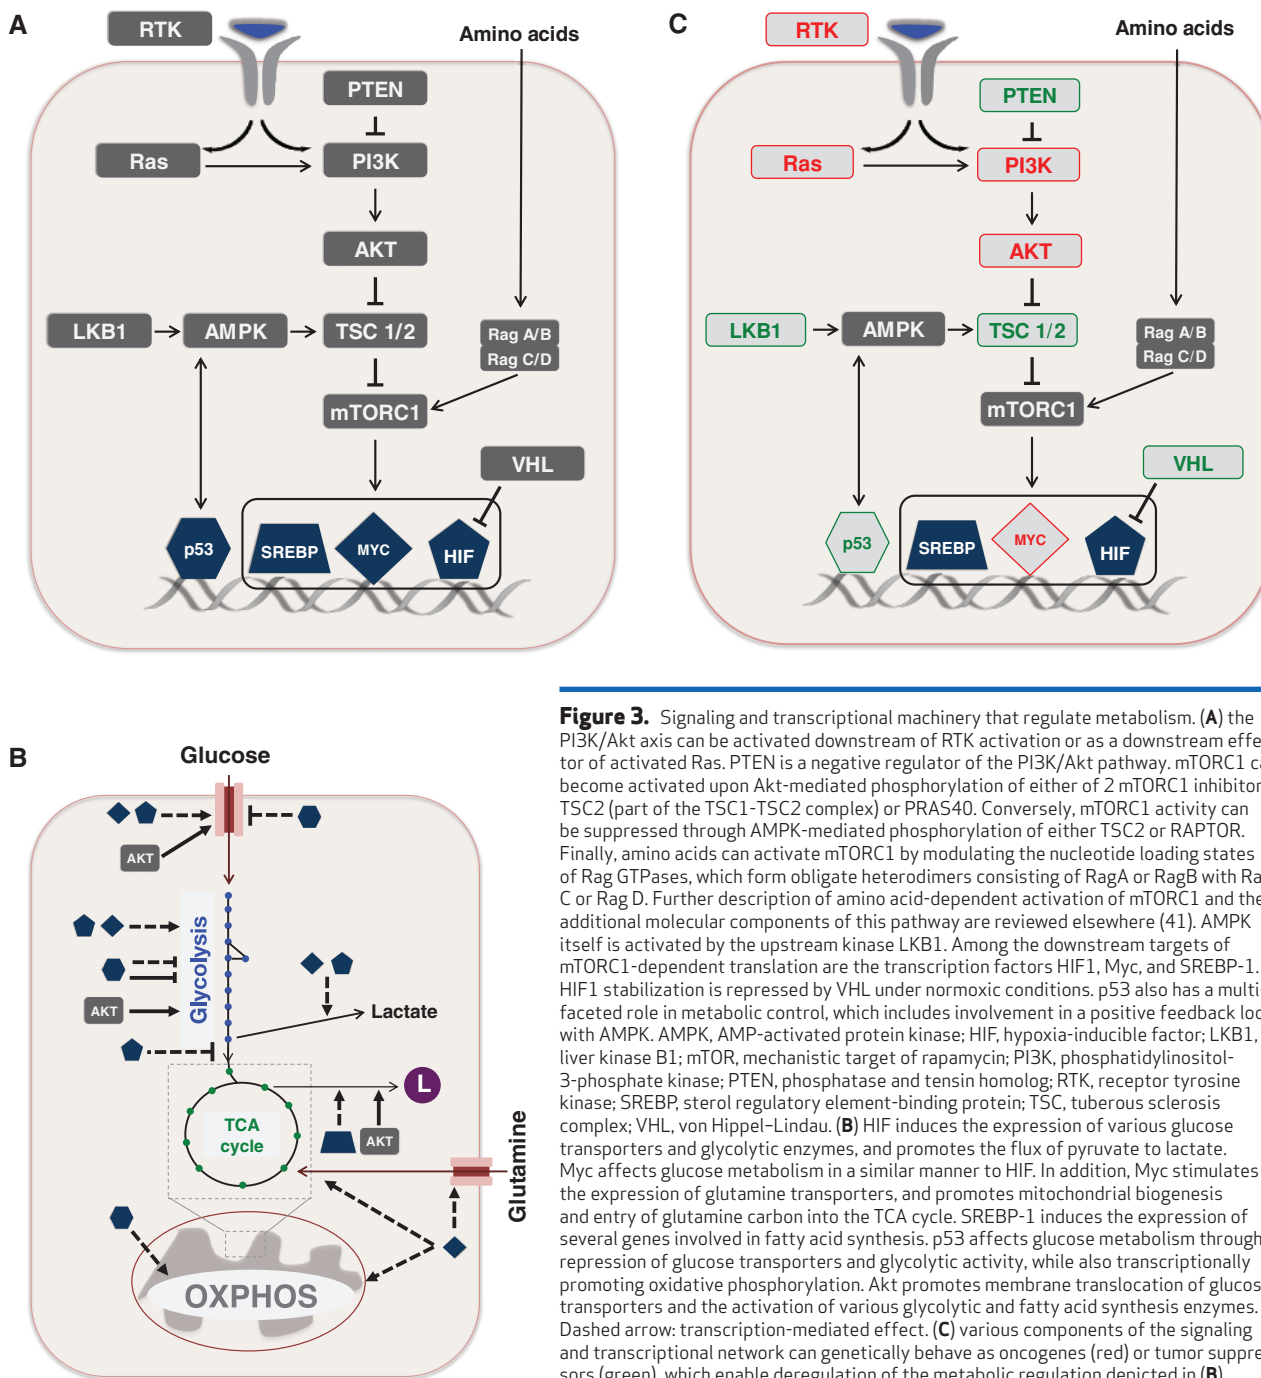 A
RTK
Amino acids
PTEN
Ras
PI3K
AKT
LKB1
AMPK
TSC 1/2
Rag A/B
Rag C/D
mTORC1
VHL
p53
SREBP
MYC
HIF
C
RTK
Amino acids
PTEN
Ras
PI3K
AKT
LKB1
AMPK
TSC 1/2
Rag A/B
Rag C/D
mTORC1
VHL
p53
SREBP
MYC
HIF
B
Glucose
AKT
Glycolysis
AKT
Lactate
L
TCA
cycle
AKT
Glutamine
OXPHOS
Figure 3. Signaling and transcriptional machinery that regulate metabolism. (A) the
PI3K/Akt axis can be activated downstream of RTK activation or as a downstream effe
tor of activated Ras. PTEN is a negative regulator of the PI3K/Akt pathway. mTORC1 ca
become activated upon Akt-mediated phosphorylation of either of 2 mTORC1 inhibitor
TSC2 (part of the TSC1-TSC2 complex) or PRAS40. Conversely, mTORC1 activity can
be suppressed through AMPK-mediated phosphorylation of either TSC2 or RAPTOR.
Finally, amino acids can activate mTORC1 by modulating the nucleotide loading states
of Rag GTPases, which form obligate heterodimers consisting of RagA or RagB with Ra
C or Rag D. Further description of amino acid-dependent activation of mTORC1 and the
additional molecular components of this pathway are reviewed elsewhere (41). AMPK
itself is activated by the upstream kinase LKB1. Among the downstream targets of
mTORC1-dependent translation are the transcription factors HIF1, Myc, and SREBP-1.
HIF1 stabilization is repressed by VHL under normoxic conditions. p53 also has a multi-
faceted role in metabolic control, which includes involvement in a positive feedback loo
with AMPK. AMPK, AMP-activated protein kinase; HIF, hypoxia-inducible factor; LKB1,
liver kinase B1; mTOR, mechanistic target of rapamycin; PI3K, phosphatidylinositol-
3-phosphate kinase; PTEN, phosphatase and tensin homolog; RTK, receptor tyrosine
kinase; SREBP, sterol regulatory element-binding protein; TSC, tuberous sclerosis
complex; VHL, von Hippel–Lindau. (B) HIF induces the expression of various glucose
transporters and glycolytic enzymes, and promotes the flux of pyruvate to lactate.
Myc affects glucose metabolism in a similar manner to HIF. In addition, Myc stimulates
the expression of glutamine transporters, and promotes mitochondrial biogenesis
and entry of glutamine carbon into the TCA cycle. SREBP-1 induces the expression of
several genes involved in fatty acid synthesis. p53 affects glucose metabolism through
repression of glucose transporters and glycolytic activity, while also transcriptionally
promoting oxidative phosphorylation. Akt promotes membrane translocation of glucos
transporters and the activation of various glycolytic and fatty acid synthesis enzymes.
Dashed arrow: transcription-mediated effect. (C) various components of the signaling
and transcriptional network can genetically behave as oncogenes (red) or tumor suppre
sors (green), which enable deregulation of the metabolic regulation depicted in (B).